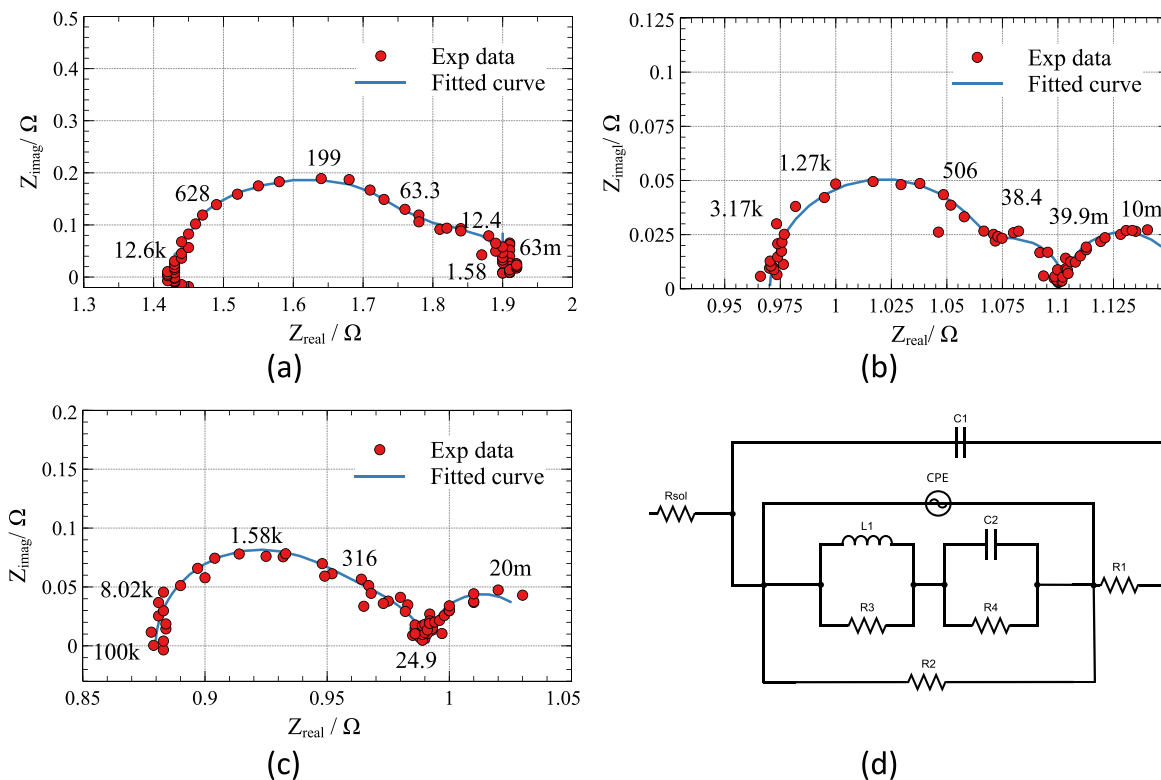 0.5
0.4
0.3
0.2
0.1
0
Z_imag/ Ω
Exp data
Fitted curve
199
628
63.3
12.6k
12.4
1.58
63m
1.3 1.4 1.5 1.6 1.7 1.8 1.9 2
Z_real / Ω
(a)
0.125
0.1
0.075
0.05
0.025
0
Z_imagl/ Ω
Exp data
Fitted curve
1.27k
506
3.17k
38.4
39.9m
10m
0.95 0.975 1 1.025 1.05 1.075 1.1 1.125
Z_real/ Ω
(b)
0.2
0.15
0.1
0.05
0
Z_imag/ Ω
Exp data
Fitted curve
1.58k
316
8.02k
20m
100k
24.9
0.85 0.9 0.95 1 1.05
Z_real / Ω
(c)
C1
CPE
Rsol
L1
C2
R1
R3
R4
R2
(d)